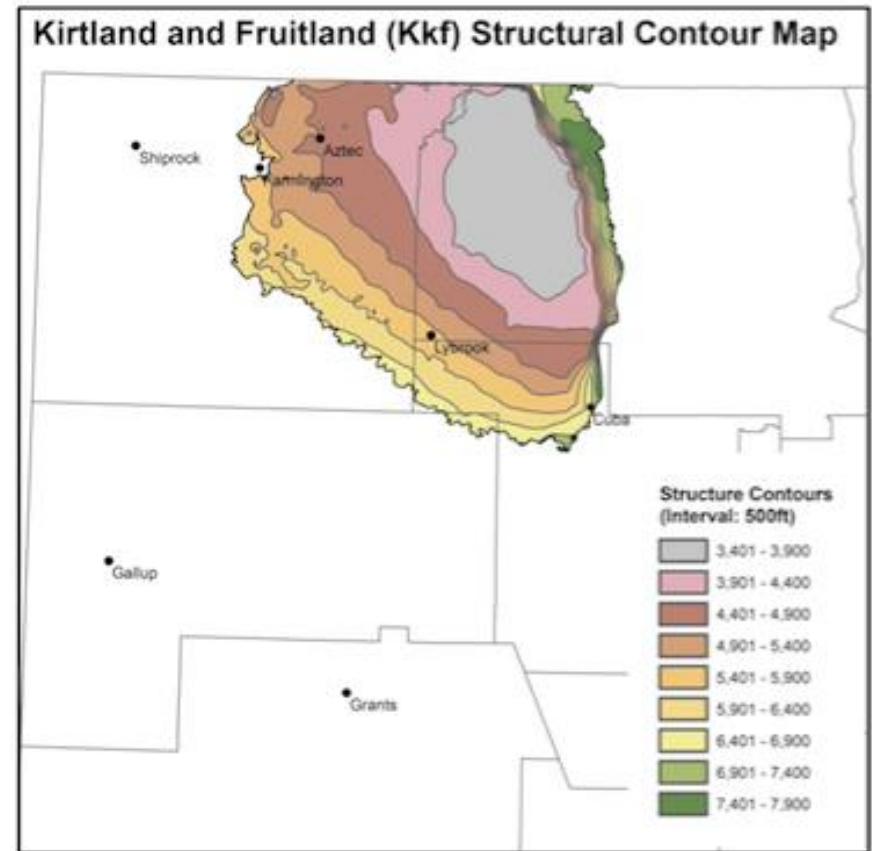 Kirtland and Fruitland (Kkf) Structural Contour Map
Shiprock
Aztec
Farmington
Lybrook
Cuba
Gallup
Grants
Structure Contours
(Interval: 500ft)
3,401 - 3,900
3,901 - 4,400
4,401 - 4,900
4,901 - 5,400
5,401 - 5,900
5,901 - 6,400
6,401 - 6,900
6,901 - 7,400
7,401 - 7,900